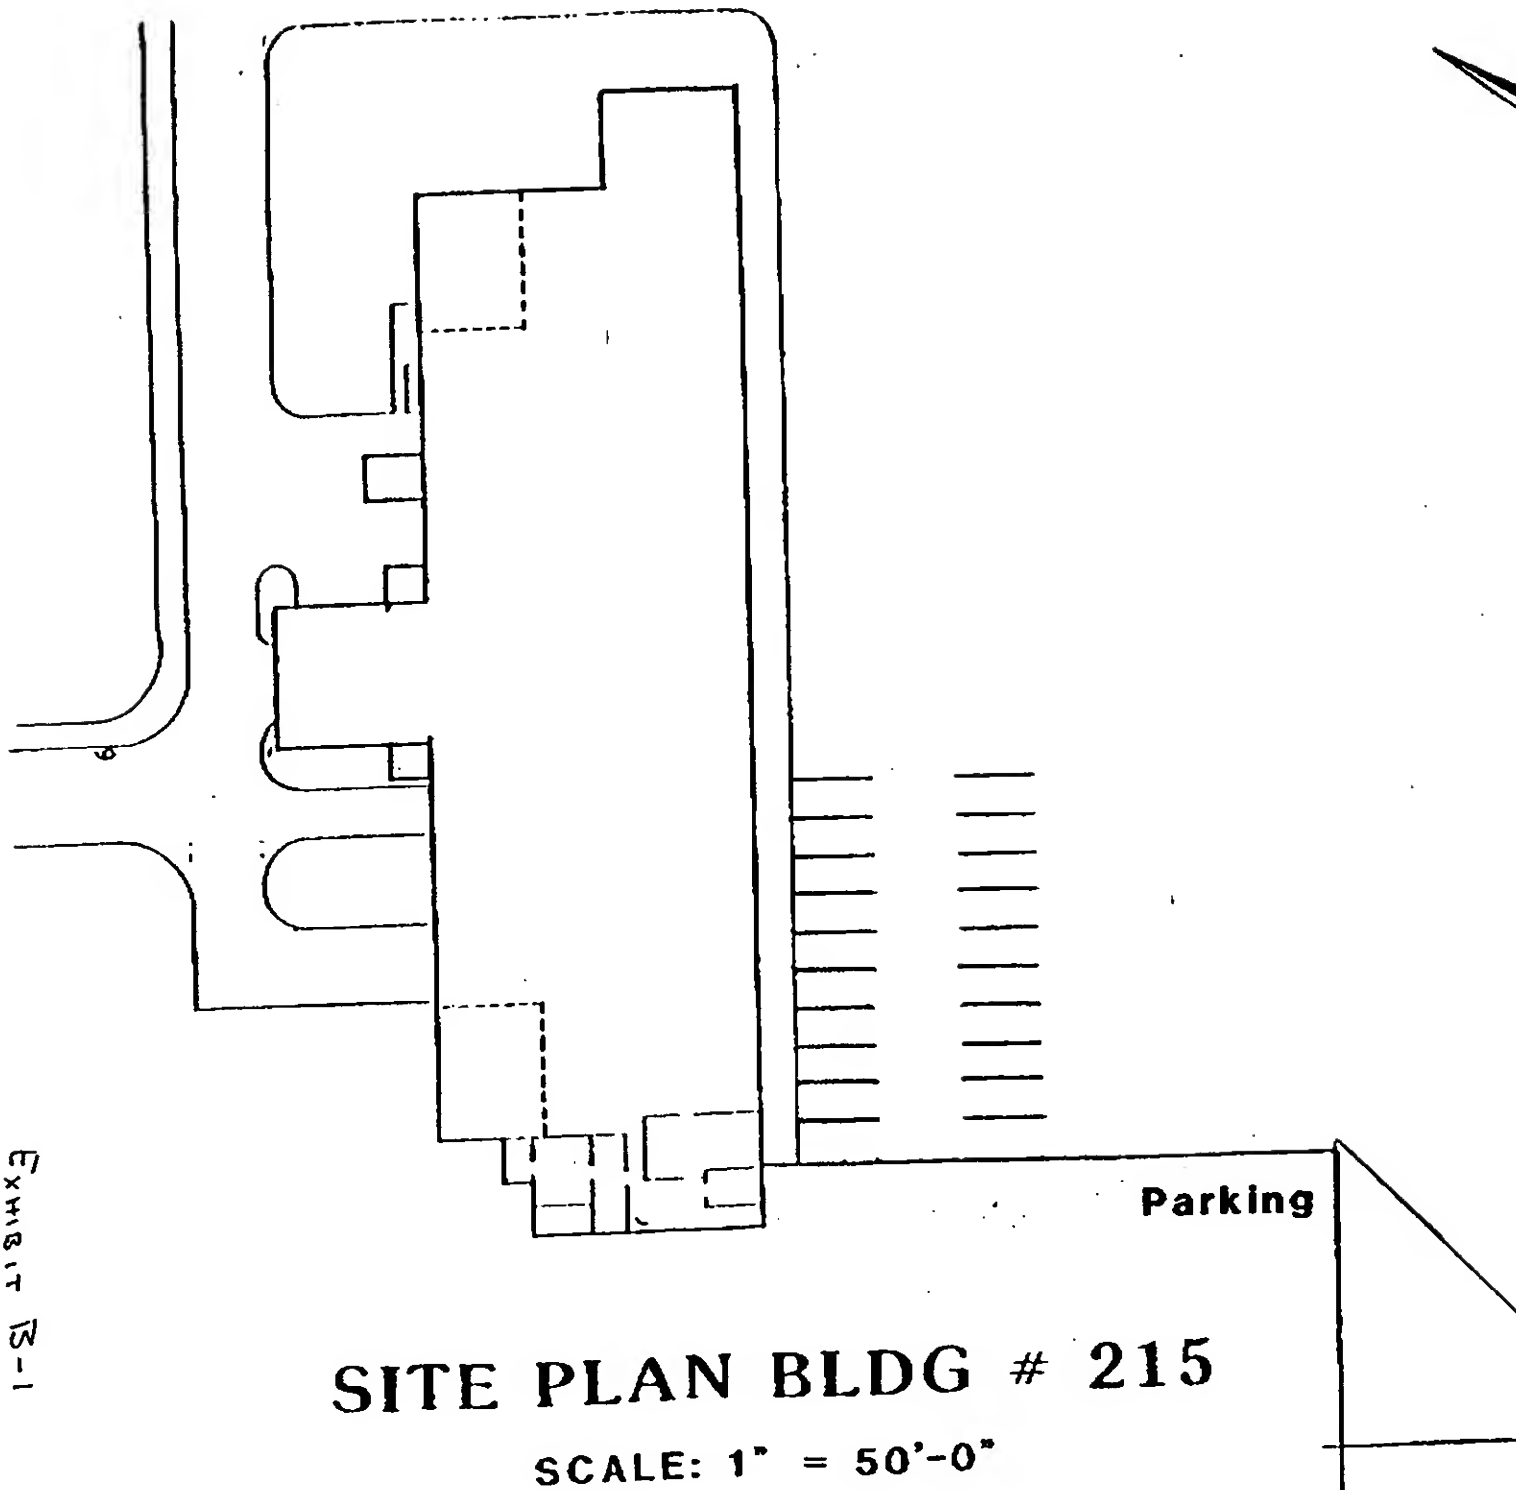 Parking
EXHIBIT B-1
SITE PLAN BLDG # 215
SCALE: 1" = 50'-0"